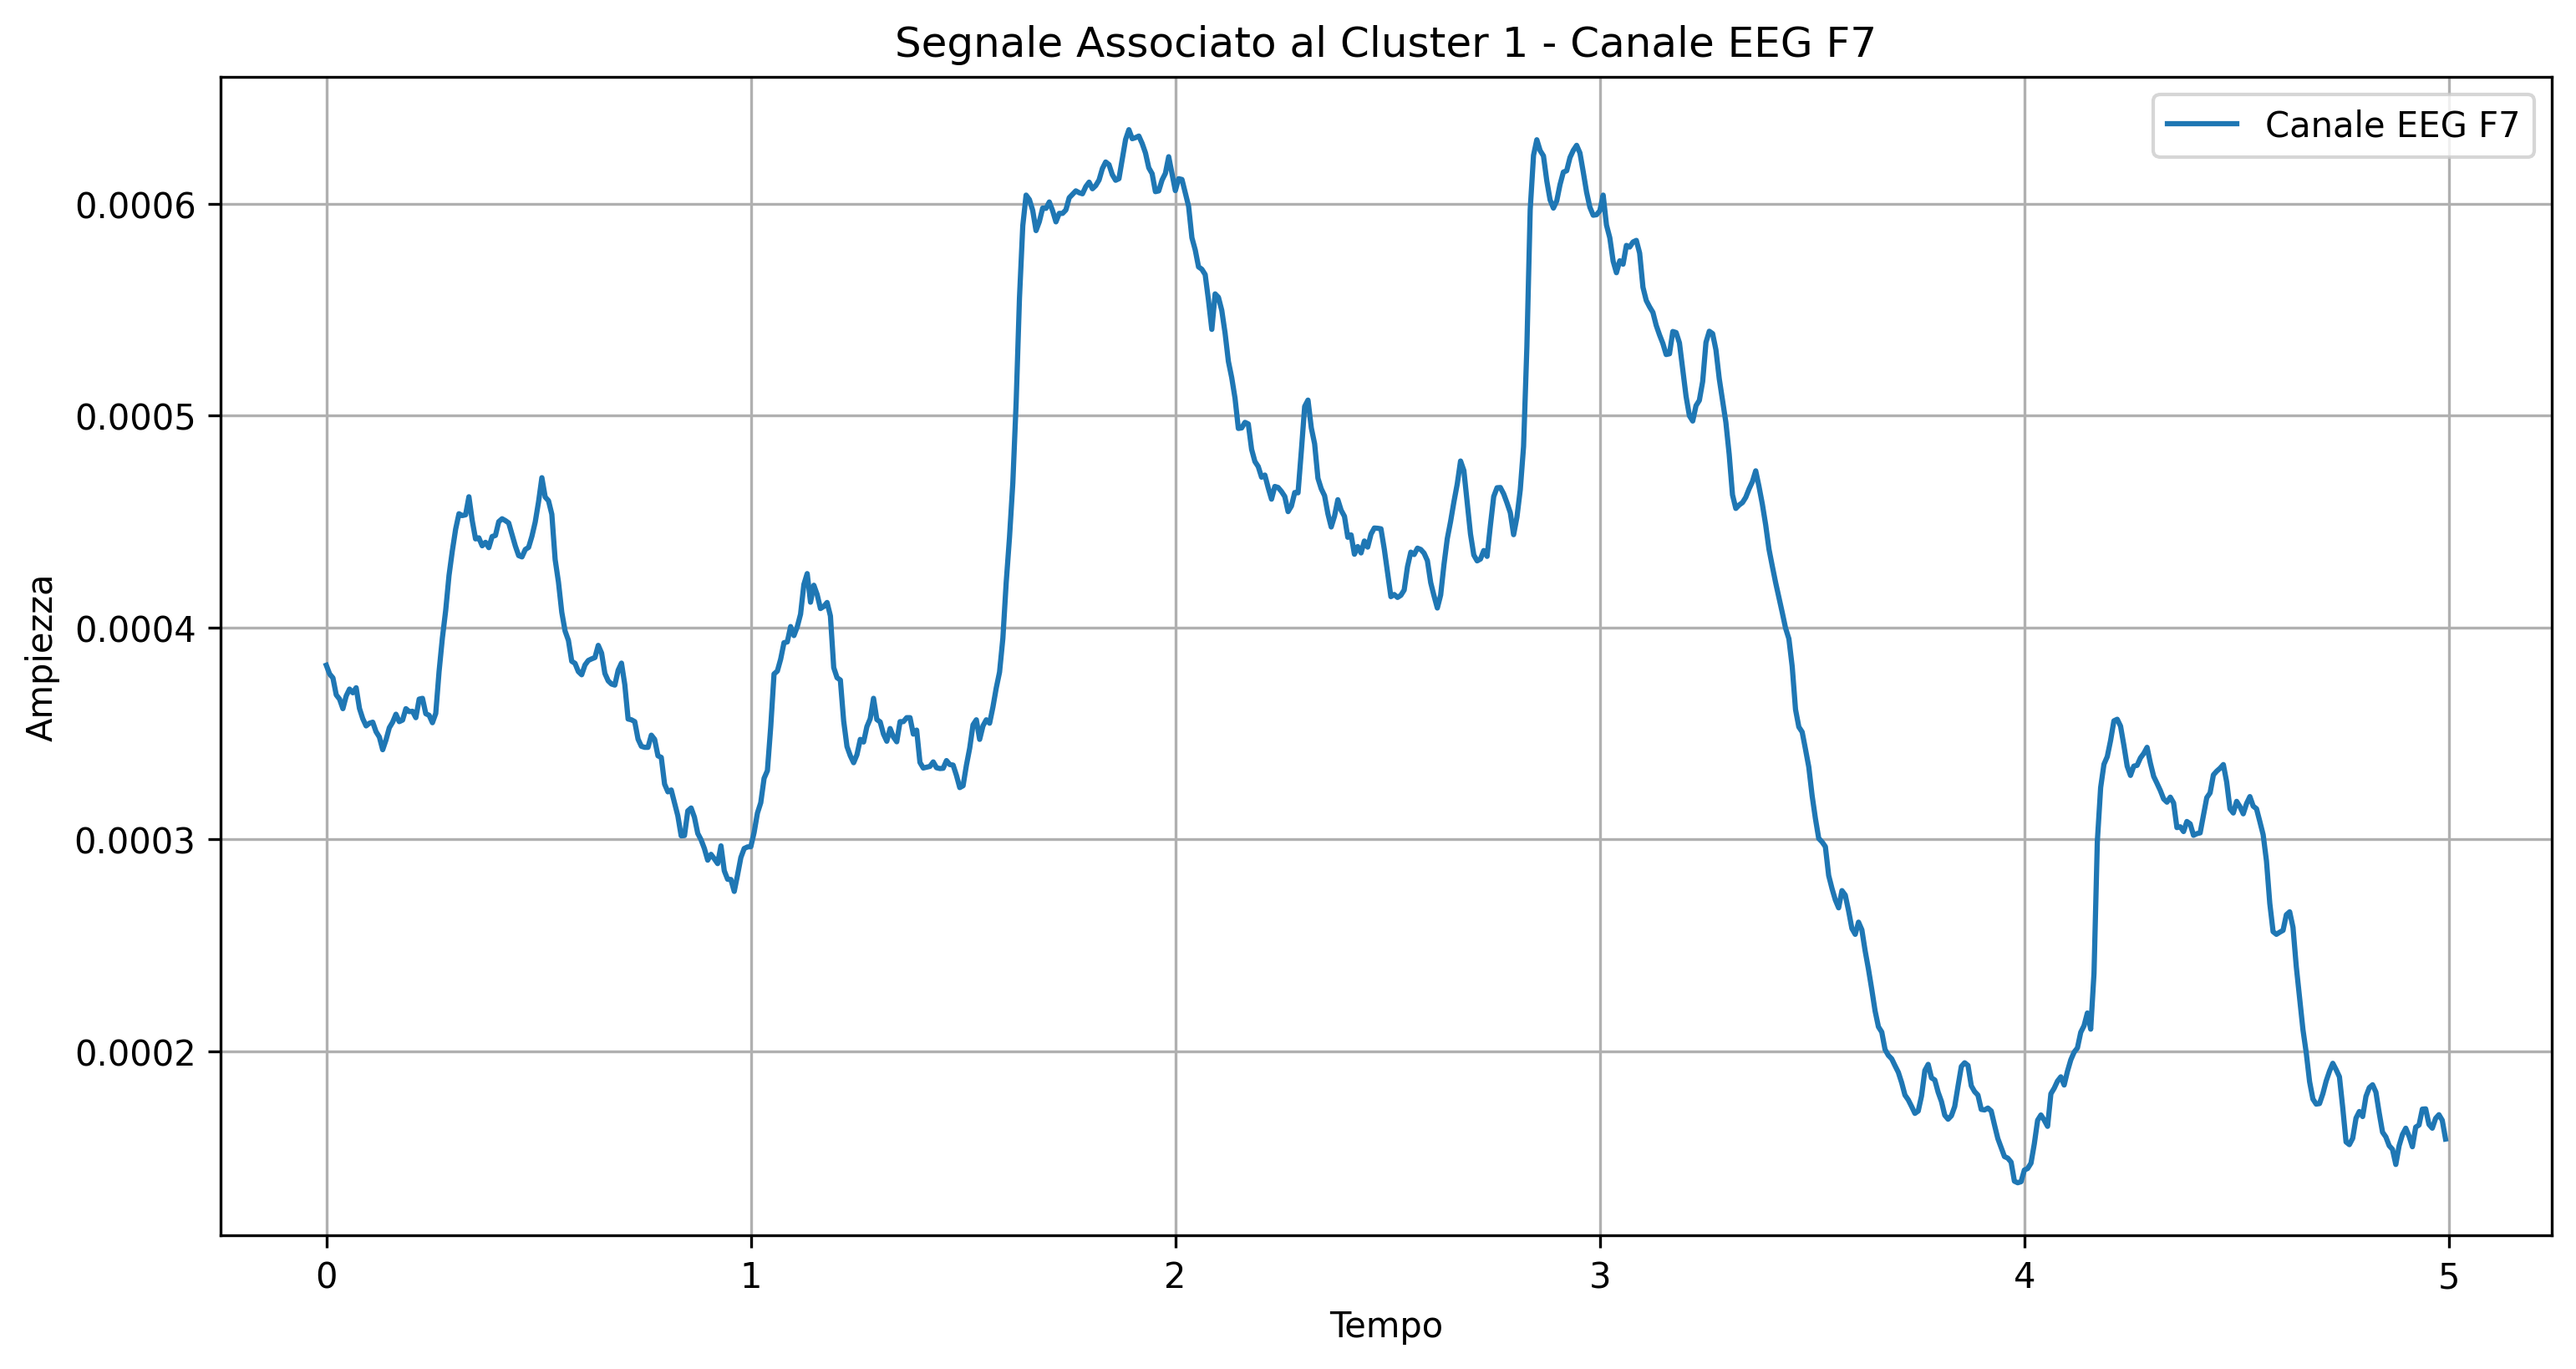 Segnale Associato al Cluster 1 - Canale EEG F7
Canale EEG F7
0.0006
0.0005
0.0004
0.0003
0.0002
Ampiezza
0 1 2 3 4 5
Tempo